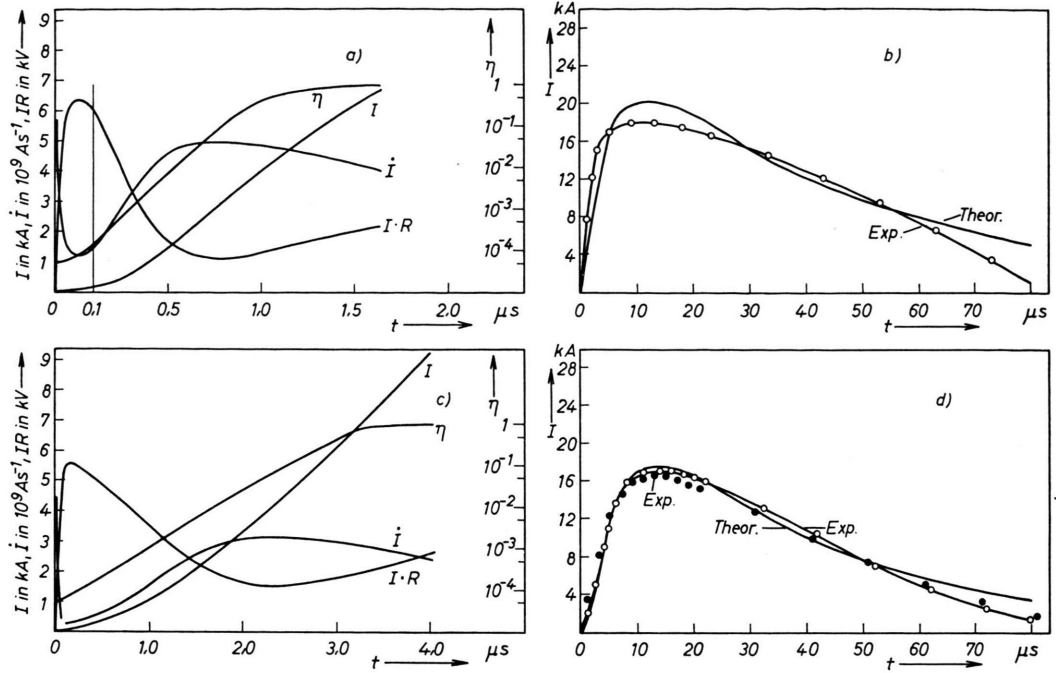 I in kA, İ in 10⁹ As⁻¹, IR in kV
9
8
7
6
5
4
3
2
1
a)
η
1
10⁻¹
10⁻²
10⁻³
10⁻⁴
η
I
İ
I·R
0
0,1
0,5
1.0
2.0
μs
t
kA
28
24
20
16
12
8
4
I
b)
Theor.
Exp.
0
10
20
30
40
50
60
70
μs
t
I in kA, İ in 10⁹ As⁻¹, IR in kV
9
8
7
6
5
4
3
2
1
c)
η
1
10⁻¹
10⁻²
10⁻³
10⁻⁴
I
η
İ
I·R
0
1,0
2.0
3.0
4.0
μs
t
kA
28
24
20
16
12
8
4
I
d)
Exp.
Theor.
Exp.
0
10
20
30
40
50
60
70
μs
t